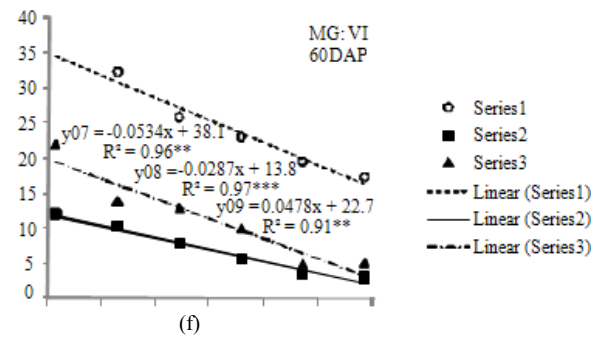 40
35
30
25
20
15
10
5
0
MG: VI
60DAP
y07 = -0.0534x + 38.1
R² = 0.96**
y08 = -0.0287x + 13.8
R² = 0.97***
y09 = 0.0478x + 22.7
R² = 0.91**
Series1
Series2
Series3
Linear (Series1)
Linear (Series2)
Linear (Series3)
(f)